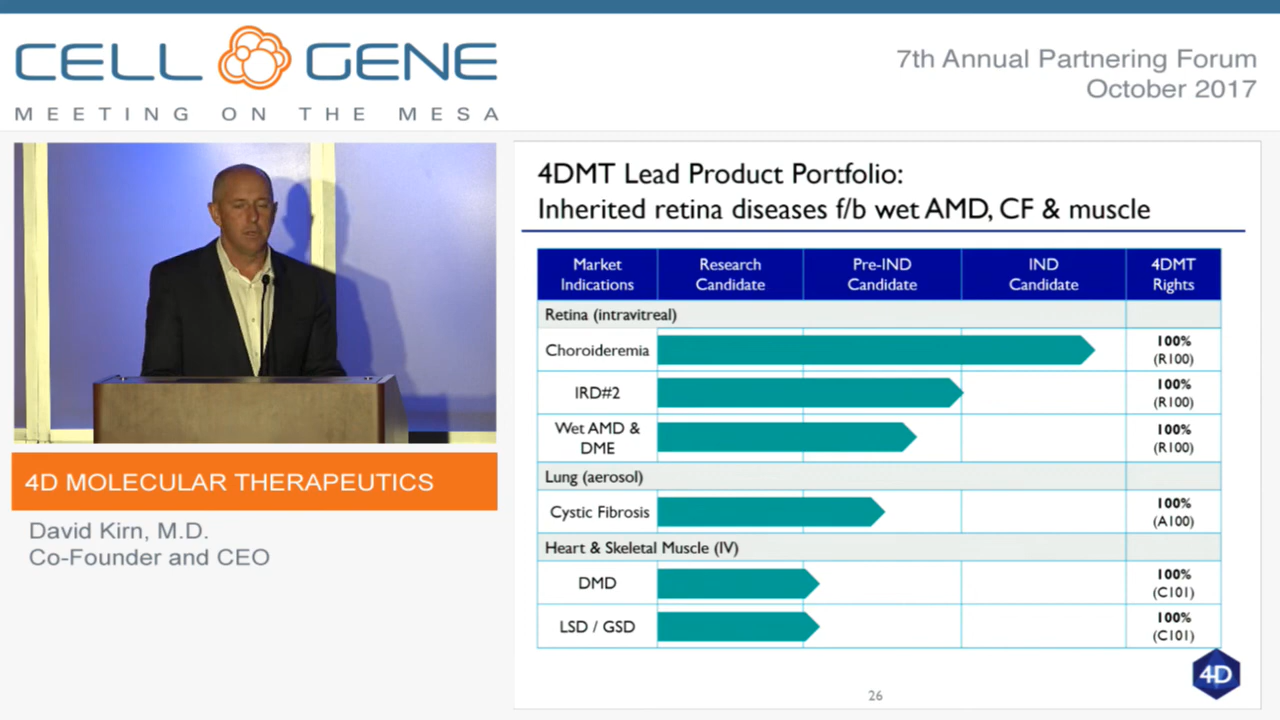 CELL GENE
MEETING ON THE MESA
7th Annual Partnering Forum
October 2017
4D MOLECULAR THERAPEUTICS
David Kirn, M.D.
Co-Founder and CEO
4DMT Lead Product Portfolio:
Inherited retina diseases f/b wet AMD, CF & muscle
Market
Indications
Research
Candidate
Pre-IND
Candidate
IND
Candidate
4DMT
Rights
Retina (intravitreal)
Choroideremia
100%
(R100)
IRD#2
100%
(R100)
Wet AMD &
DME
100%
(R100)
Lung (aerosol)
Cystic Fibrosis
100%
(A100)
Heart & Skeletal Muscle (IV)
DMD
100%
(C101)
LSD / GSD
100%
(C101)
4D
26